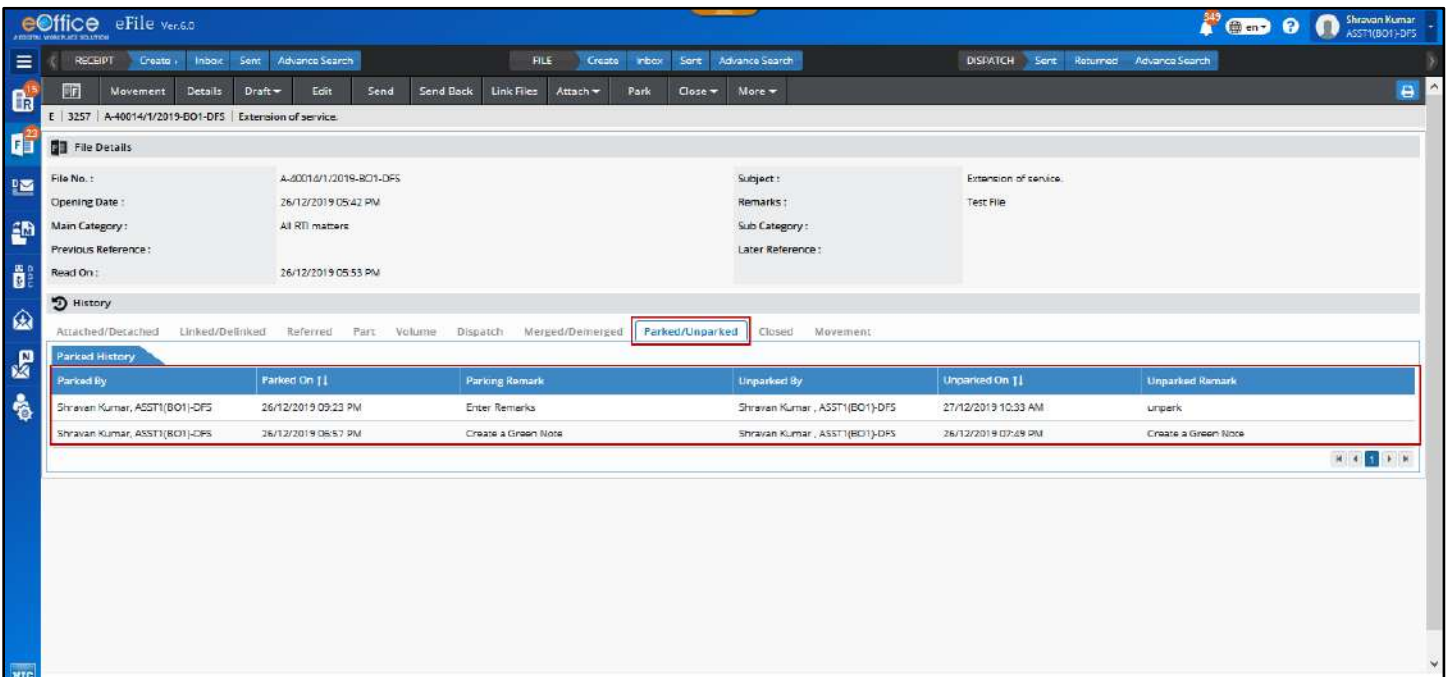 eOffice eFile Ver.6.0
A DIGITAL WORKPLACE SOLUTION
549 en ? Shravan Kumar
ASST1(BO1)-DFS
RECEIPT Create Inbox Sent Advance Search FILE Create Inbox Sent Advance Search DISPATCH Sent Returned Advance Search
Movement Details Draft Edit Send Send Back Link Files Attach Park Close More
E | 3257 | A-40014/1/2019-BO1-DFS | Extension of service.
15
R
23
F
File Details
File No. : A-40014/1/2019-BO1-DFS Subject : Extension of service.
Opening Date : 26/12/2019 05:42 PM Remarks : Test File
Main Category : All RTI matters Sub Category :
Previous Reference : Later Reference :
Read On : 26/12/2019 05:53 PM
History
Attached/Detached Linked/Delinked Referred Part Volume Dispatch Merged/Demerged Parked/Unparked Closed Movement
Parked History
Parked By Parked On Parking Remark Unparked By Unparked On Unparked Remark
Shravan Kumar, ASST1(BO1)-DFS 26/12/2019 09:23 PM Enter Remarks Shravan Kumar , ASST1(BO1)-DFS 27/12/2019 10:33 AM unpark
Shravan Kumar, ASST1(BO1)-DFS 26/12/2019 06:57 PM Create a Green Note Shravan Kumar , ASST1(BO1)-DFS 26/12/2019 07:49 PM Create a Green Note
1